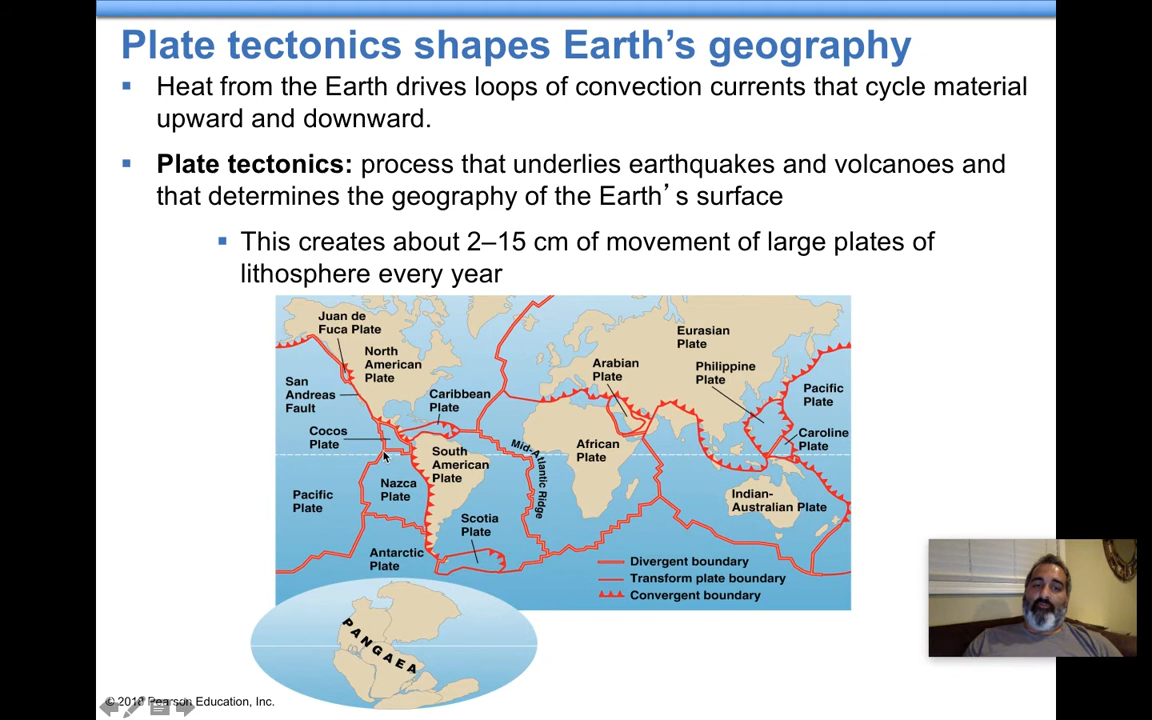 Plate tectonics shapes Earth's geography
Heat from the Earth drives loops of convection currents that cycle material
upward and downward.
Plate tectonics: process that underlies earthquakes and volcanoes and
that determines the geography of the Earth's surface
This creates about 2–15 cm of movement of large plates of
lithosphere every year
Juan de
Fuca Plate
North
American
Plate
San
Andreas
Fault
Caribbean
Plate
Cocos
Plate
South
American
Plate
Nazca
Plate
Pacific
Plate
Scotia
Plate
Antarctic
Plate
Mid-Atlantic Ridge
Arabian
Plate
African
Plate
Eurasian
Plate
Philippine
Plate
Pacific
Plate
Caroline
Plate
Indian-
Australian Plate
Divergent boundary
Transform plate boundary
Convergent boundary
PANGAEA
Pearson Education, Inc.